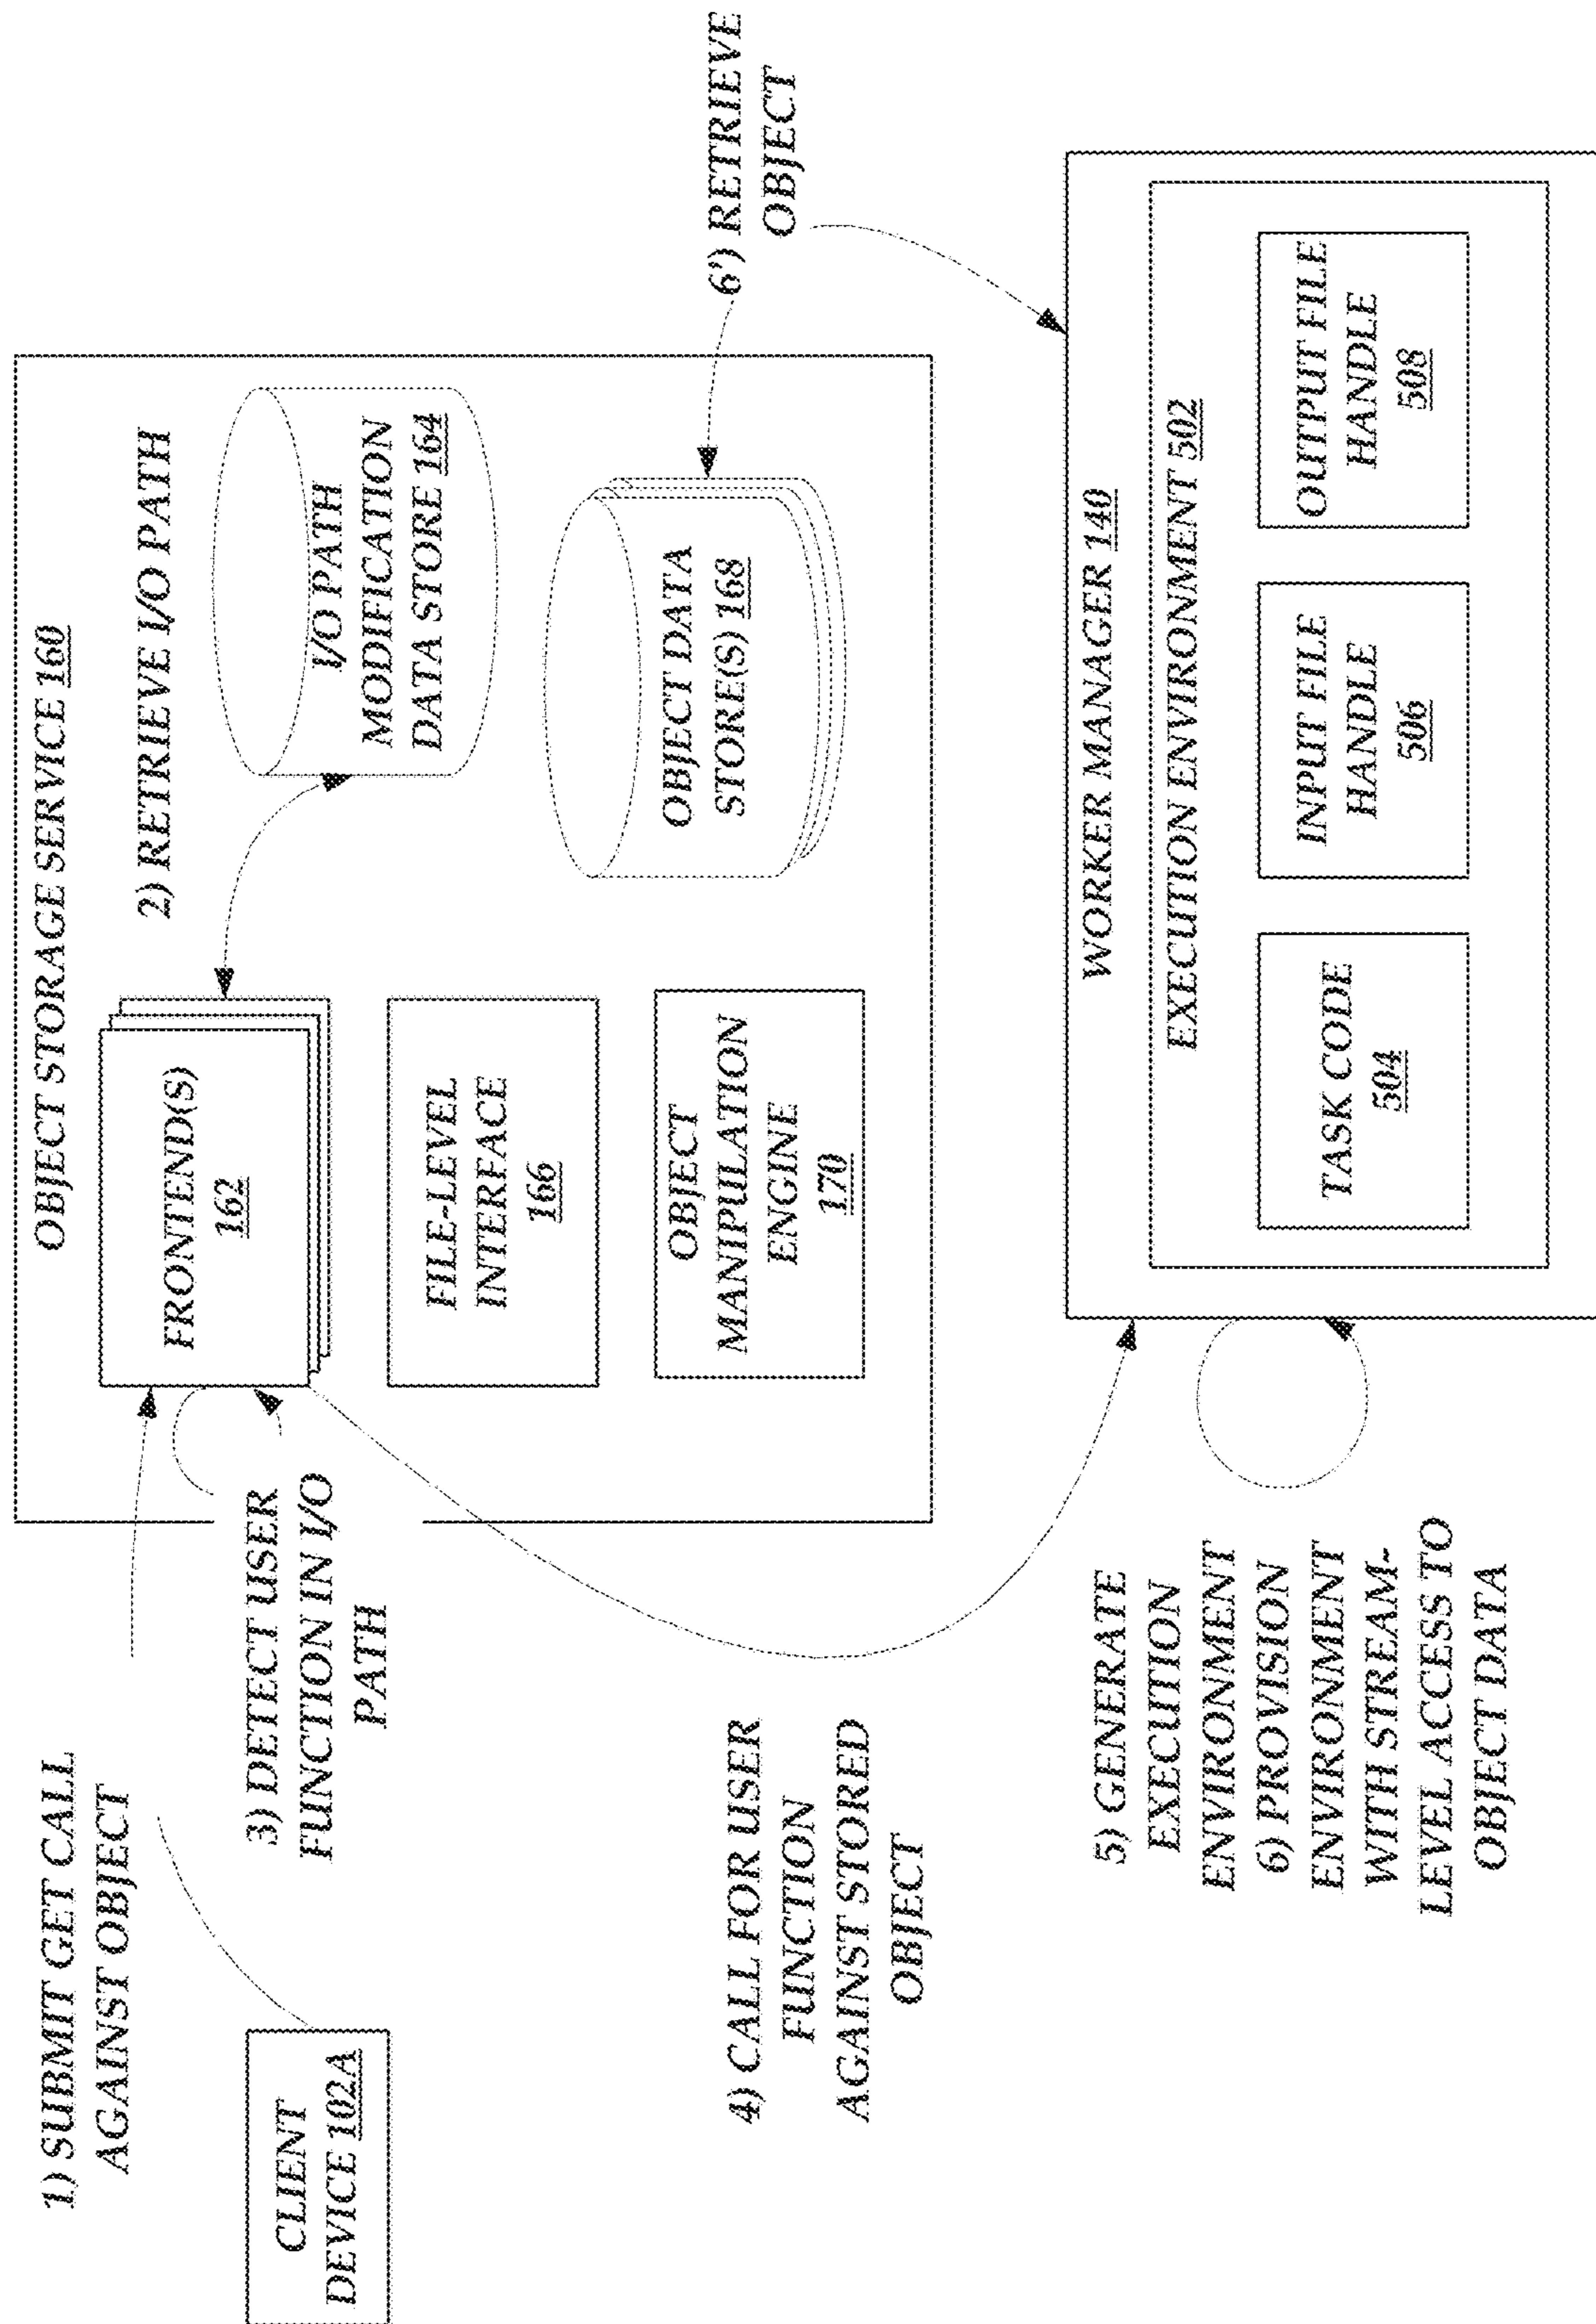 1) SUBMIT GET CALL
AGAINST OBJECT
CLIENT
DEVICE 102A
3) DETECT USER
FUNCTION IN I/O
PATH
4) CALL FOR USER
FUNCTION
AGAINST STORED
OBJECT
5) GENERATE
EXECUTION
ENVIRONMENT
6) PROVISION
ENVIRONMENT
WITH STREAM-
LEVEL ACCESS TO
OBJECT DATA
OBJECT STORAGE SERVICE 160
FRONTEND(S)
162
2) RETRIEVE I/O PATH
I/O PATH
MODIFICATION
DATA STORE 164
FILE-LEVEL
INTERFACE
166
OBJECT
MANIPULATION
ENGINE
170
OBJECT DATA
STORE(S) 168
6') RETRIEVE
OBJECT
WORKER MANAGER 140
EXECUTION ENVIRONMENT 502
TASK CODE
504
INPUT FILE
HANDLE
506
OUTPUT FILE
HANDLE
508